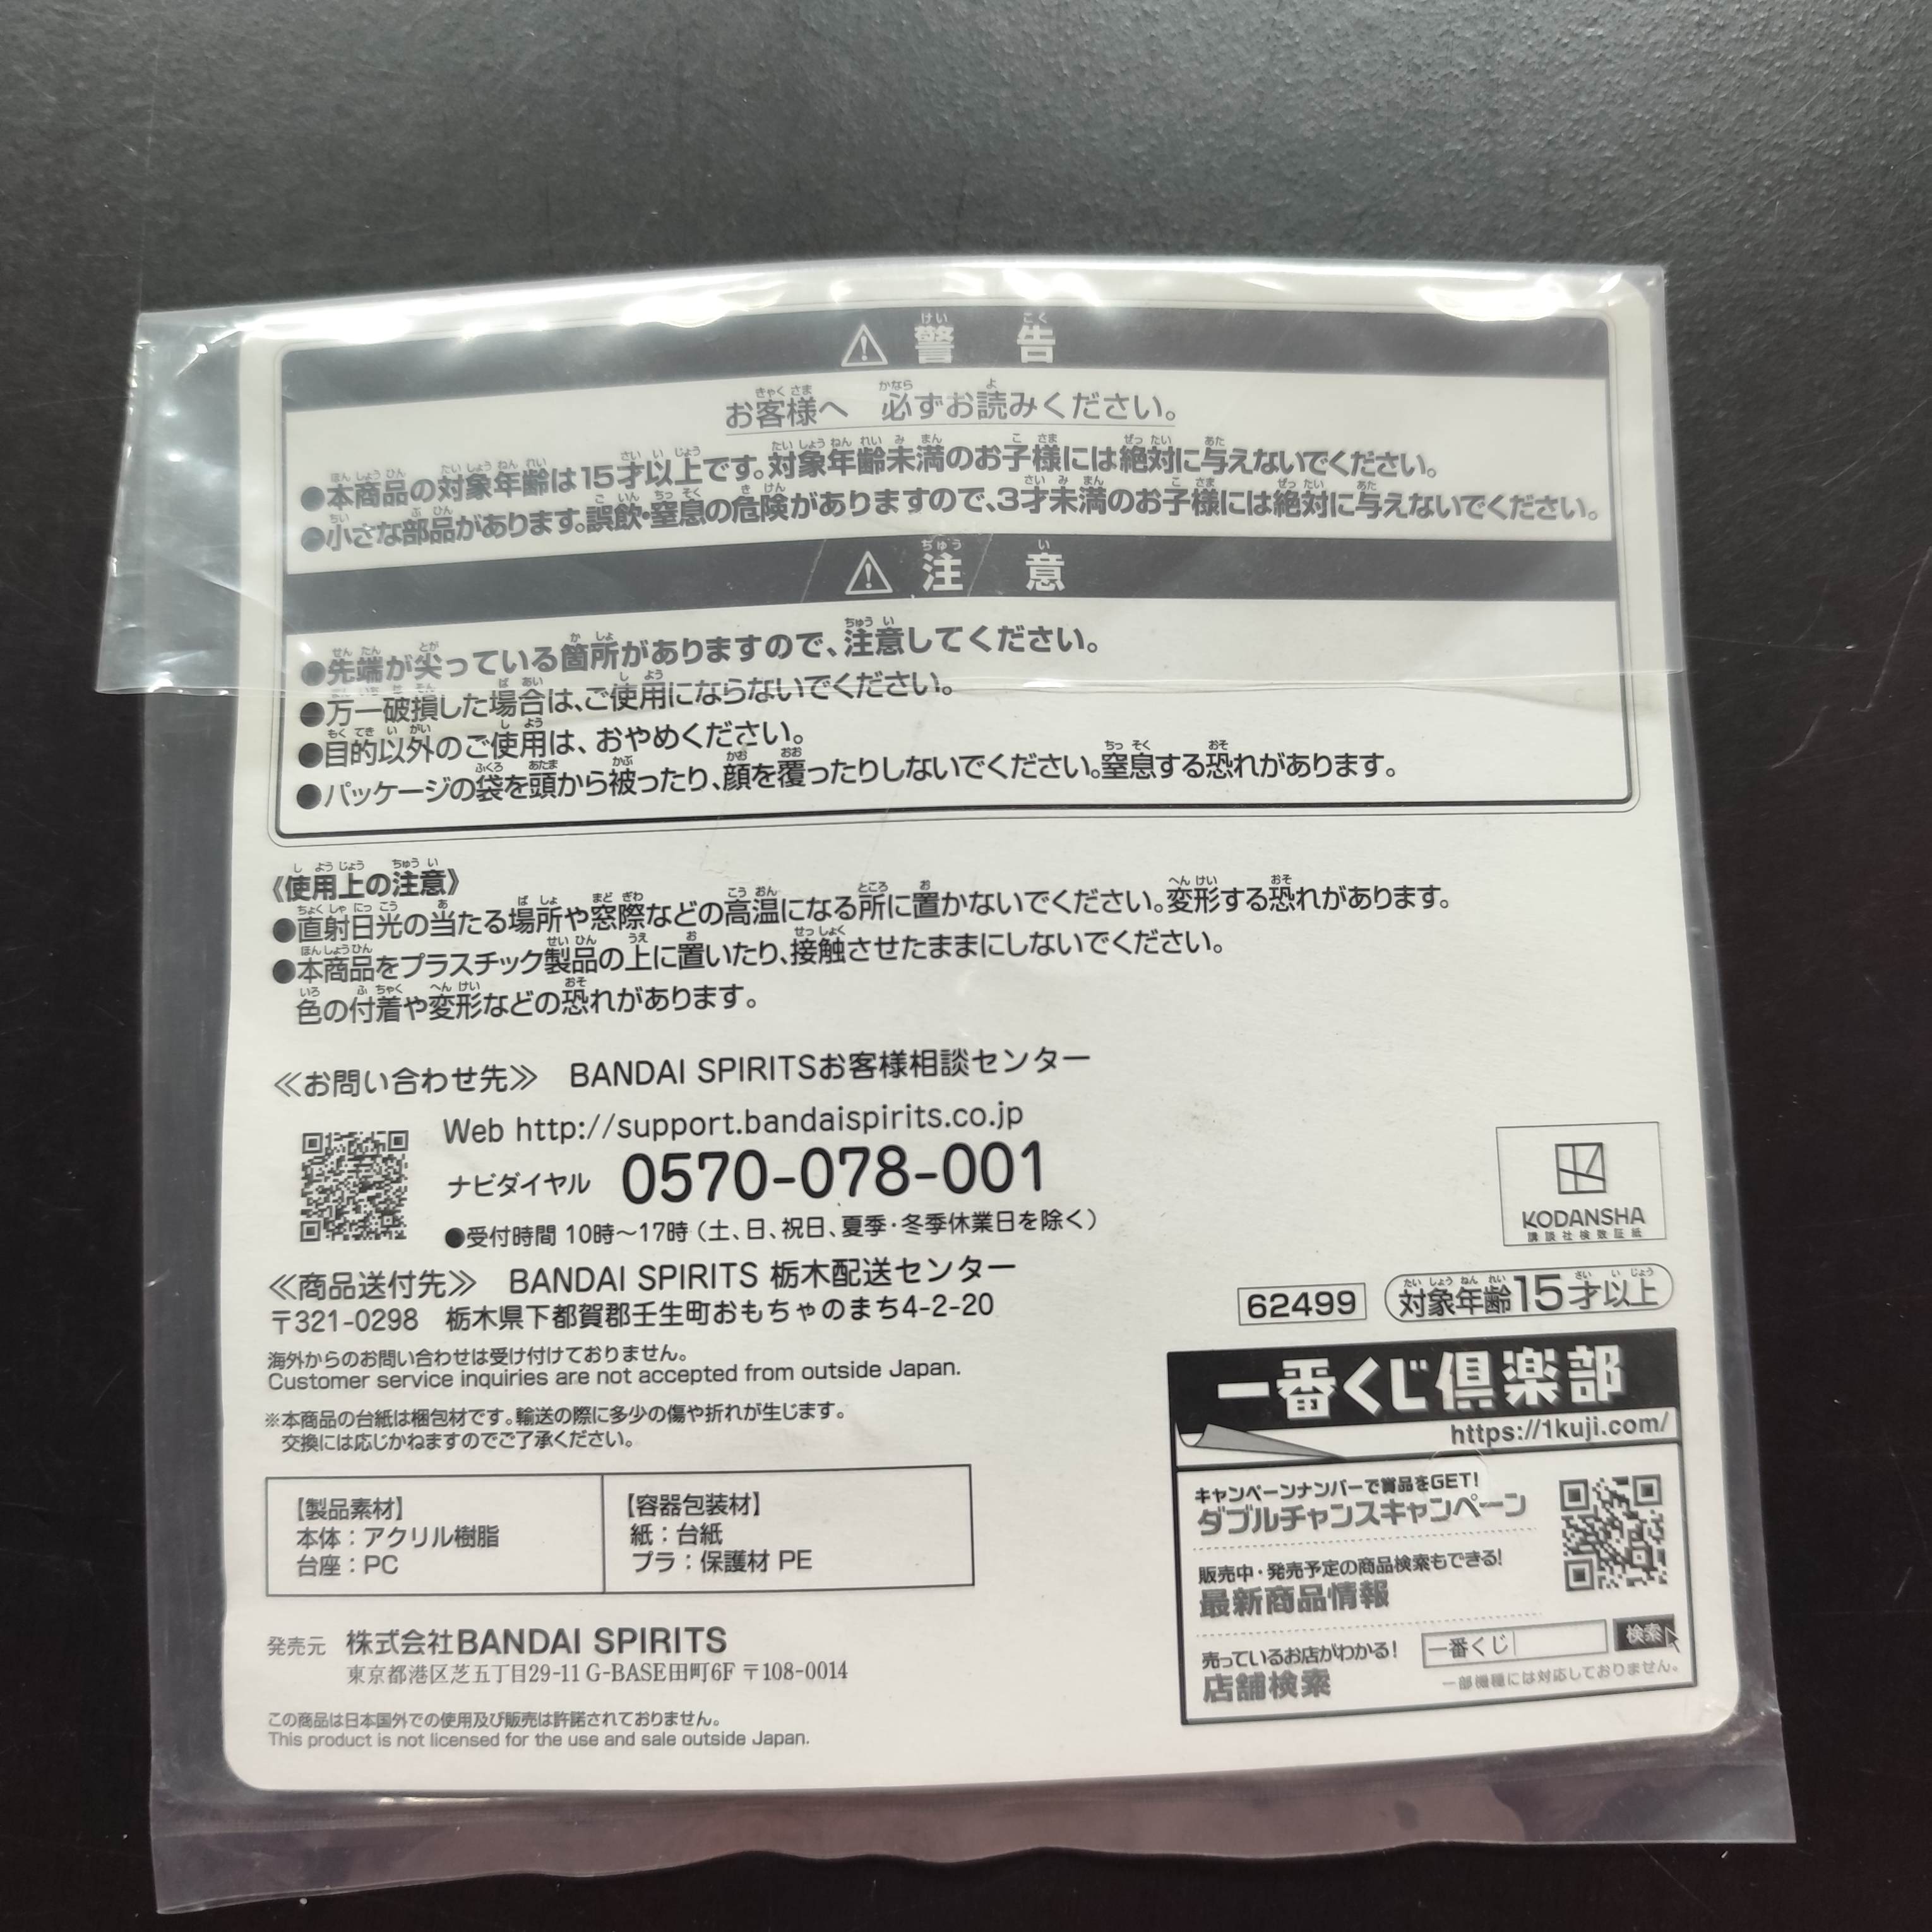 警告
お客様へ 必ずお読みください。
●本商品の対象年齢は15才以上です。対象年齢未満のお子様には絶対に与えないでください。
●小さな部品があります。誤飲・窒息の危険がありますので、3才未満のお子様には絶対に与えないでください。
注意
●先端が尖っている箇所がありますので、注意してください。
●万一破損した場合は、ご使用にならないでください。
●目的以外のご使用は、おやめください。
●パッケージの袋を頭から被ったり、顔を覆ったりしないでください。窒息する恐れがあります。
《使用上の注意》
●直射日光の当たる場所や窓際などの高温になる所に置かないでください。変形する恐れがあります。
●本商品をプラスチック製品の上に置いたり、接触させたままにしないでください。
色の付着や変形などの恐れがあります。
≪お問い合わせ先≫ BANDAI SPIRITSお客様相談センター
Web http://support.bandaispirits.co.jp
ナビダイヤル 0570-078-001
●受付時間 10時〜17時（土、日、祝日、夏季・冬季休業日を除く）
≪商品送付先≫ BANDAI SPIRITS 栃木配送センター
〒321-0298 栃木県下都賀郡壬生町おもちゃのまち4-2-20
海外からのお問い合わせは受け付けておりません。
Customer service inquiries are not accepted from outside Japan.
※本商品の台紙は梱包材です。輸送の際に多少の傷や折れが生じます。
交換には応じかねますのでご了承ください。
【製品素材】
本体：アクリル樹脂
台座：PC
【容器包装材】
紙：台紙
プラ：保護材 PE
発売元 株式会社BANDAI SPIRITS
東京都港区芝五丁目29-11 G-BASE田町6F 〒108-0014
この商品は日本国外での使用及び販売は許諾されておりません。
This product is not licensed for the use and sale outside Japan.
KODANSHA
講談社検数証紙
62499
対象年齢15才以上
一番くじ倶楽部
https://1kuji.com/
キャンペーンナンバーで賞品をGET!
ダブルチャンスキャンペーン
販売中・発売予定の商品検索もできる!
最新商品情報
売っているお店がわかる!
店舗検索
一番くじ
検索
一部機種には対応しておりません。